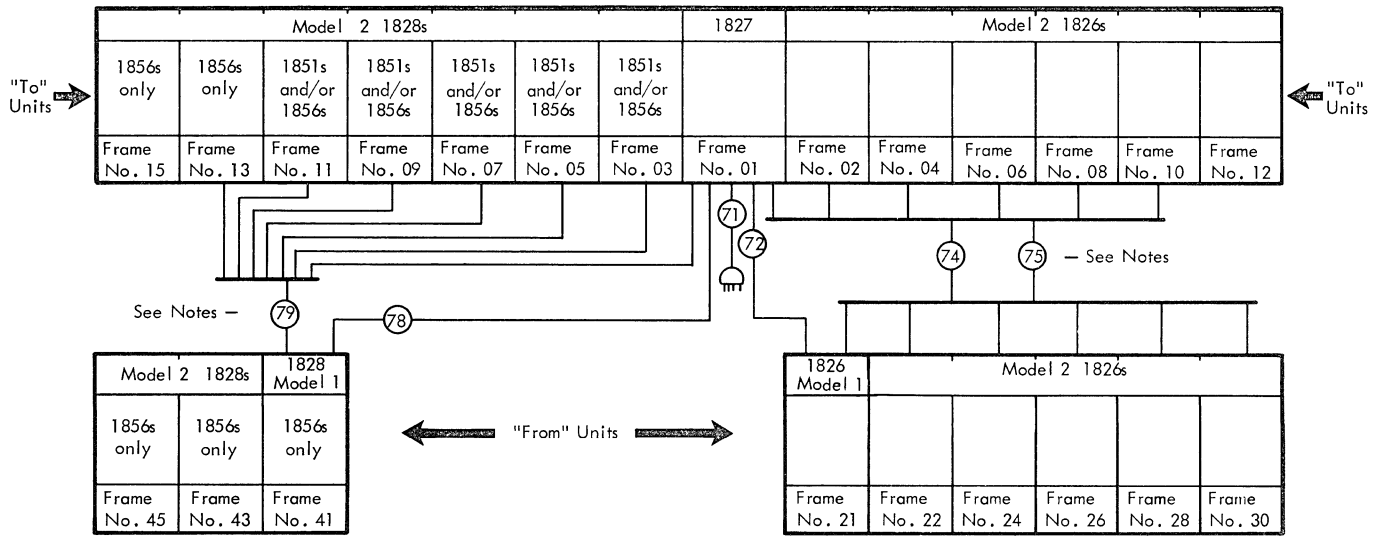 Model 2 1828s 1827 Model 2 1826s
"To" Units
1856s only
1856s only
1851s and/or 1856s
1851s and/or 1856s
1851s and/or 1856s
1851s and/or 1856s
1851s and/or 1856s
"To" Units
Frame No. 15
Frame No. 13
Frame No. 11
Frame No. 09
Frame No. 07
Frame No. 05
Frame No. 03
Frame No. 01
Frame No. 02
Frame No. 04
Frame No. 06
Frame No. 08
Frame No. 10
Frame No. 12
71
72
74
75
— See Notes
See Notes —
79
78
Model 2 1828s
1828 Model 1
1826 Model 1
Model 2 1826s
1856s only
1856s only
1856s only
"From" Units
Frame No. 45
Frame No. 43
Frame No. 41
Frame No. 21
Frame No. 22
Frame No. 24
Frame No. 26
Frame No. 28
Frame No. 30